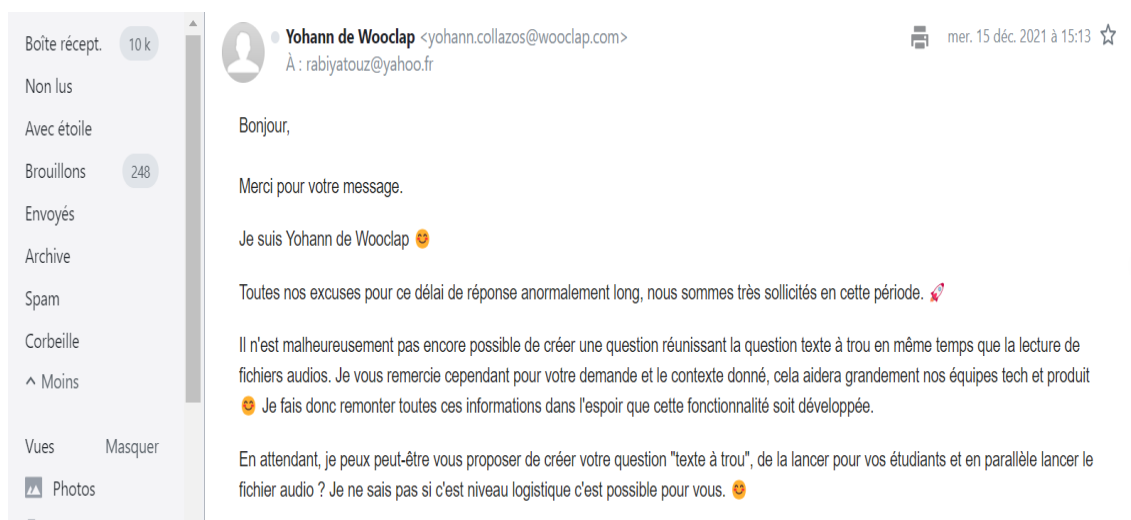 Boîte récept. 10 k
Non lus
Avec étoile
Brouillons 248
Envoyés
Archive
Spam
Corbeille
Moins
Vues Masquer
Photos
Yohann de Wooclap <yohann.collazos@wooclap.com>
mer. 15 déc. 2021 à 15:13
À : rabiyatouz@yahoo.fr
Bonjour,
Merci pour votre message.
Je suis Yohann de Wooclap 😊
Toutes nos excuses pour ce délai de réponse anormalement long, nous sommes très sollicités en cette période. 🚀
Il n'est malheureusement pas encore possible de créer une question réunissant la question texte à trou en même temps que la lecture de
fichiers audios. Je vous remercie cependant pour votre demande et le contexte donné, cela aidera grandement nos équipes tech et produit
😊 Je fais donc remonter toutes ces informations dans l'espoir que cette fonctionnalité soit développée.
En attendant, je peux peut-être vous proposer de créer votre question "texte à trou", de la lancer pour vos étudiants et en parallèle lancer le
fichier audio ? Je ne sais pas si c'est niveau logistique c'est possible pour vous. 😊